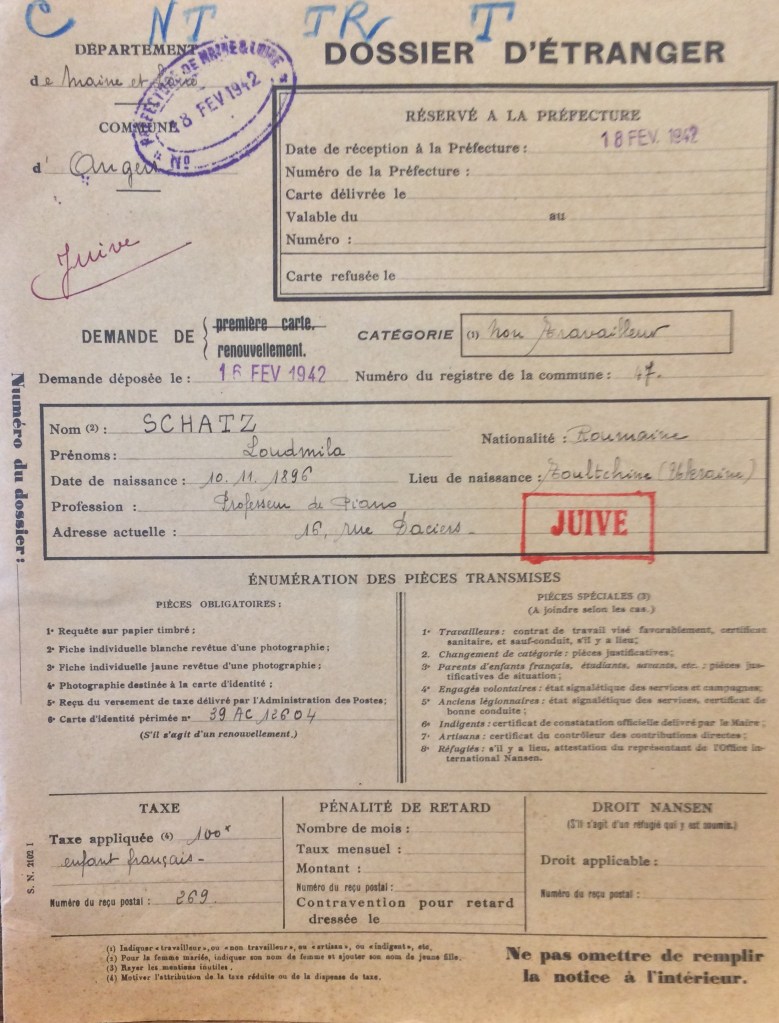 C NT TR T
DÉPARTEMENT
de Maine et Loire
COMMUNE
d' Angers
PRÉFECTURE DE MAINE & LOIRE
18 FEV 1942
No
Juive
DOSSIER D'ÉTRANGER
RÉSERVÉ A LA PRÉFECTURE
Date de réception à la Préfecture : 18 FEV. 1942
Numéro de la Préfecture :
Carte délivrée le
Valable du au
Numéro :
Carte refusée le
DEMANDE DE { première carte.
renouvellement.
CATÉGORIE (1) Non Travailleur
Demande déposée le : 16 FEV 1942 Numéro du registre de la commune : 47.
Numéro du dossier :
Nom (2) : SCHATZ
Prénoms : Loudmila
Nationalité : Roumaine
Date de naissance : 10. 11. 1896 Lieu de naissance : Toultchine (Ukraine)
Profession : Professeur de Piano
Adresse actuelle : 16, rue Daciers -
JUIVE
ÉNUMÉRATION DES PIÈCES TRANSMISES
PIÈCES OBLIGATOIRES :
1° Requête sur papier timbré ;
2° Fiche individuelle blanche revêtue d'une photographie ;
3° Fiche individuelle jaune revêtue d'une photographie ;
4° Photographie destinée à la carte d'identité ;
5° Reçu du versement de taxe délivré par l'Administration des Postes ;
6° Carte d'identité périmée n° 39 AC 12604
(S'il s'agit d'un renouvellement.)
PIÈCES SPÉCIALES (3)
(A joindre selon les cas.)
1° Travailleurs : contrat de travail visé favorablement, certificat
sanitaire, et sauf-conduit, s'il y a lieu ;
2. Changement de catégorie : pièces justificatives ;
3° Parents d'enfants français, étudiants, savants, etc. : pièces jus-
tificatives de situation ;
4° Engagés volontaires : état signalétique des services et campagnes ;
5° Anciens légionnaires : état signalétique des services, certificat de
bonne conduite ;
6° Indigents : certificat de constatation officielle délivré par le Maire ;
7° Artisans : certificat du contrôleur des contributions directes ;
8° Réfugiés : s'il y a lieu, attestation du représentant de l'Office in-
ternational Nansen.
TAXE
Taxe appliquée (4) 100 x
enfant français -
Numéro du reçu postal : 269
PÉNALITÉ DE RETARD
Nombre de mois :
Taux mensuel :
Montant :
Numéro du reçu postal :
Contravention pour retard
dressée le
DROIT NANSEN
(S'il s'agit d'un réfugié qui y est soumis.)
Droit applicable :
Numéro du reçu postal :
S. N. 2102 I
(1) Indiquer « travailleur », ou « non travailleur », ou « artisan », ou « indigent », etc.
(2) Pour la femme mariée, indiquer son nom de femme et ajouter son nom de jeune fille.
(3) Rayer les mentions inutiles.
(4) Motiver l'attribution de la taxe réduite ou de la dispense de taxe.
Ne pas omettre de remplir
la notice à l'intérieur.